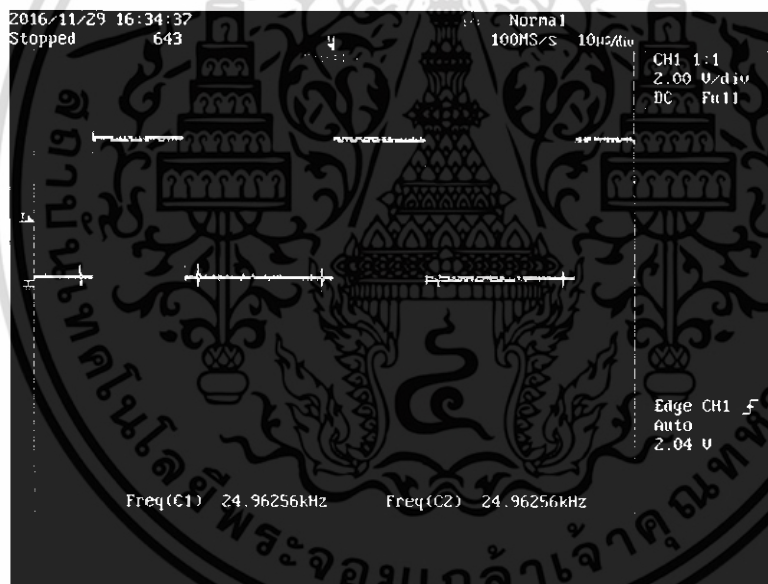 2016/11/29 16:34:37
Stopped 643
Normal
100MS/s 10us/div
CH1 1:1
2.00 V/div
DC Full
Edge CH1
Auto
2.04 V
Freq(C1) 24.96256kHz
Freq(C2) 24.96256kHz